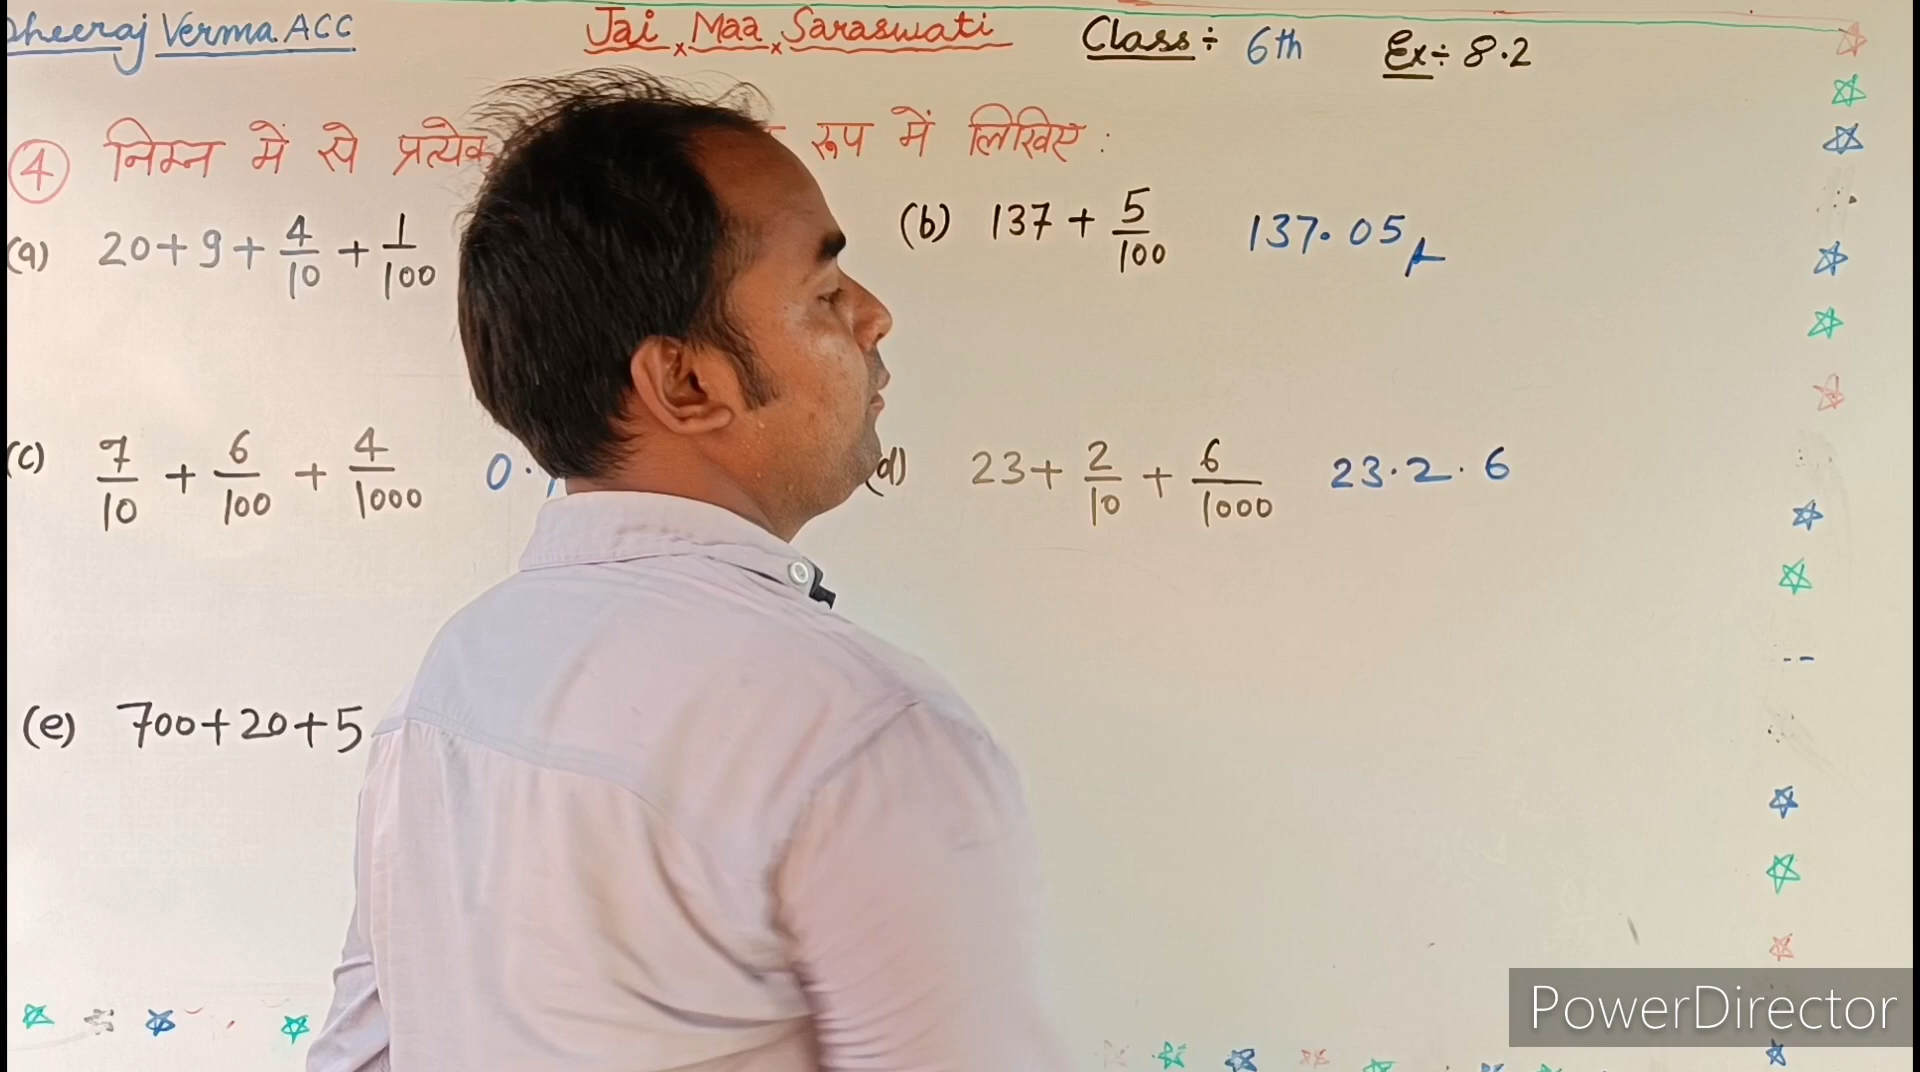 Dheeraj Verma ACC Jai x Maa x Saraswati Class ÷ 6th Ex ÷ 8.2
④ निम्न में से प्रत्येक रूप में लिखिए :
(a) 20+9+4/10+1/100 (b) 137+5/100 137.05
(c) 7/10+6/100+4/1000 0. (d) 23+2/10+6/1000 23.2.6
(e) 700+20+5
PowerDirector